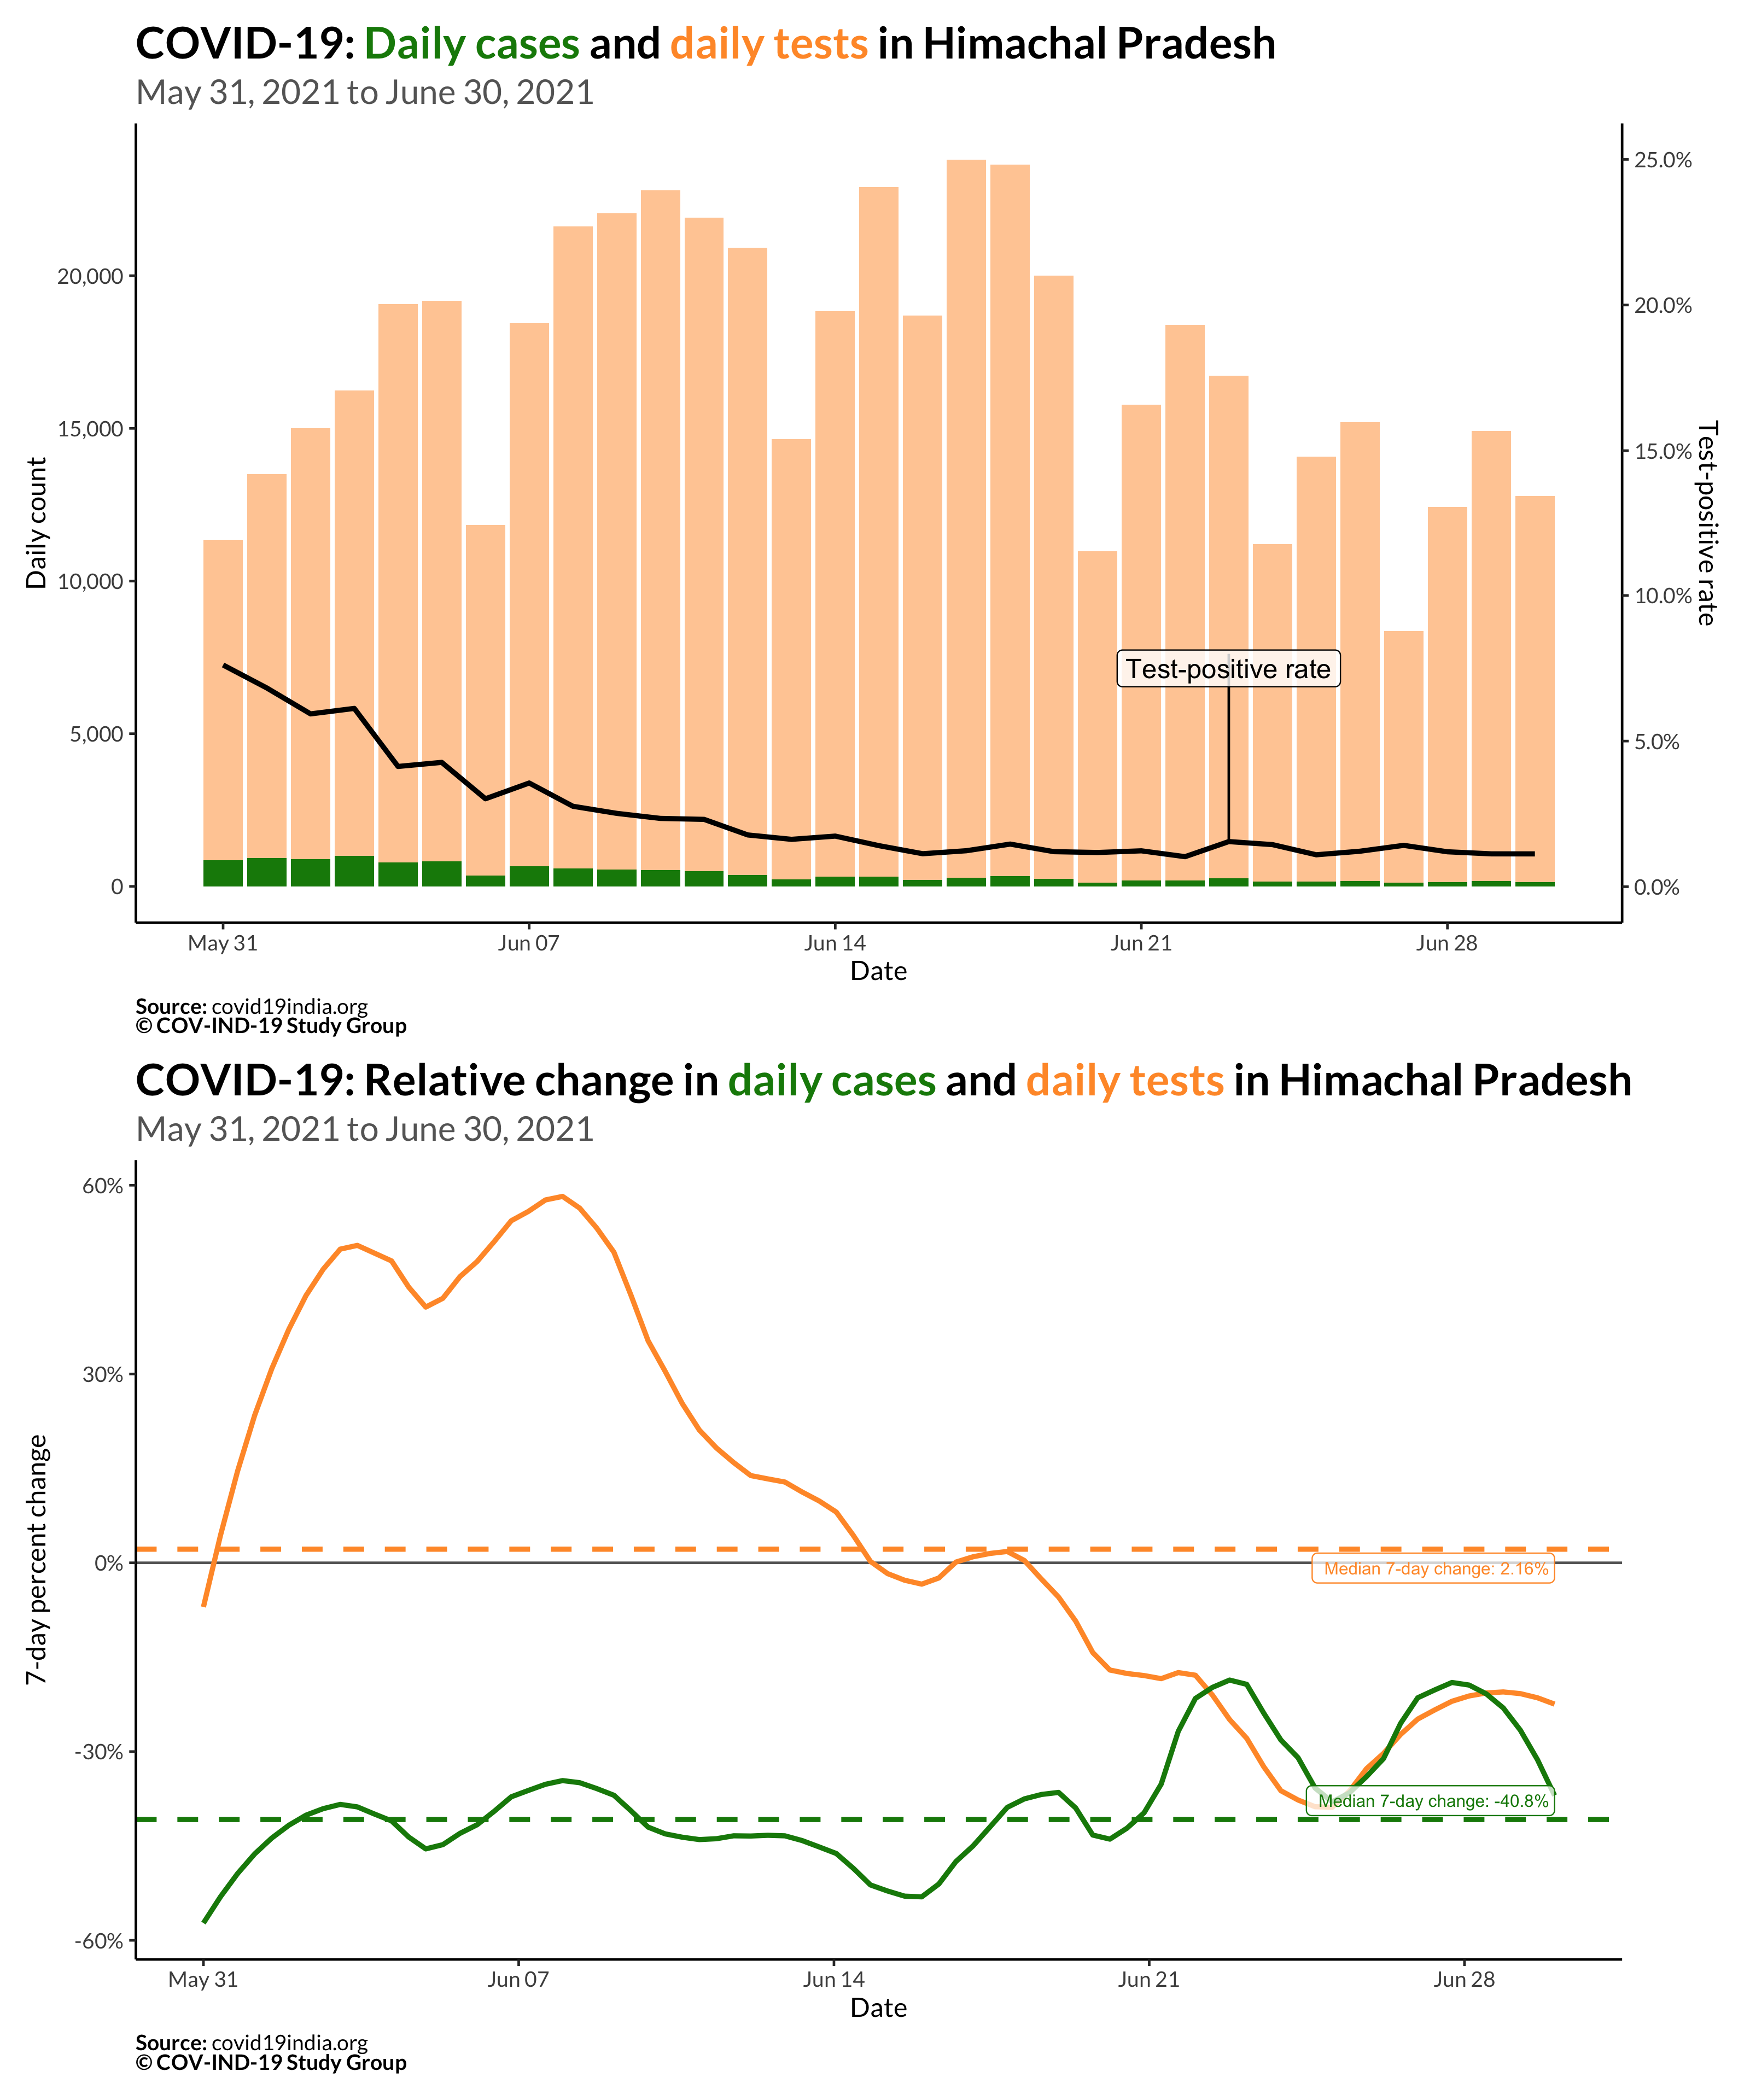 COVID-19: Daily cases and daily tests in Himachal Pradesh
May 31, 2021 to June 30, 2021
25.0%
20,000
20.0%
15,000
15.0%
Daily count
Test-positive rate
10,000
10.0%
Test-positive rate
5,000
5.0%
0
0.0%
May 31
Jun 07
Jun 14
Jun 21
Jun 28
Date
Source: covid19india.org
© COV-IND-19 Study Group
COVID-19: Relative change in daily cases and daily tests in Himachal Pradesh
May 31, 2021 to June 30, 2021
60%
30%
7-day percent change
0%
Median 7-day change: 2.16%
-30%
Median 7-day change: -40.8%
-60%
May 31
Jun 07
Jun 14
Jun 21
Jun 28
Date
Source: covid19india.org
© COV-IND-19 Study Group